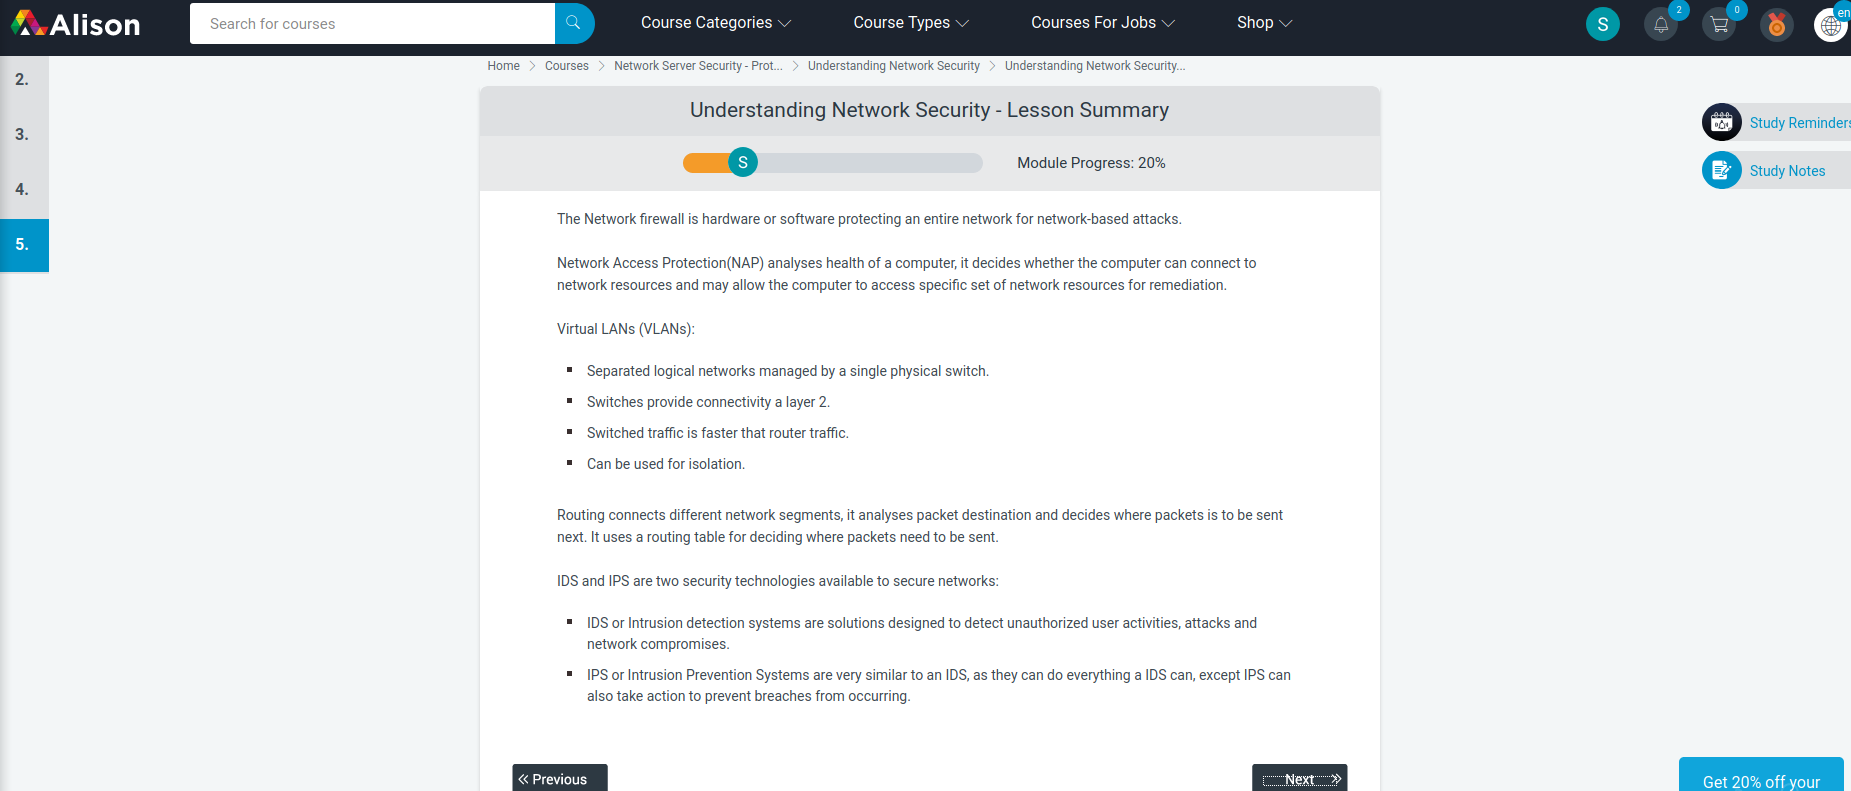 Alison
Search for courses
Course Categories
Course Types
Courses For Jobs
Shop
S
2
0
en
2.
3.
4.
5.
Home > Courses > Network Server Security - Prot... > Understanding Network Security > Understanding Network Security...
Understanding Network Security - Lesson Summary
S
Module Progress: 20%
Study Reminders
Study Notes
The Network firewall is hardware or software protecting an entire network for network-based attacks.
Network Access Protection(NAP) analyses health of a computer, it decides whether the computer can connect to
network resources and may allow the computer to access specific set of network resources for remediation.
Virtual LANs (VLANs):
▪ Separated logical networks managed by a single physical switch.
▪ Switches provide connectivity a layer 2.
▪ Switched traffic is faster that router traffic.
▪ Can be used for isolation.
Routing connects different network segments, it analyses packet destination and decides where packets is to be sent
next. It uses a routing table for deciding where packets need to be sent.
IDS and IPS are two security technologies available to secure networks:
▪ IDS or Intrusion detection systems are solutions designed to detect unauthorized user activities, attacks and
network compromises.
▪ IPS or Intrusion Prevention Systems are very similar to an IDS, as they can do everything a IDS can, except IPS can
also take action to prevent breaches from occurring.
Previous
Next
Get 20% off your